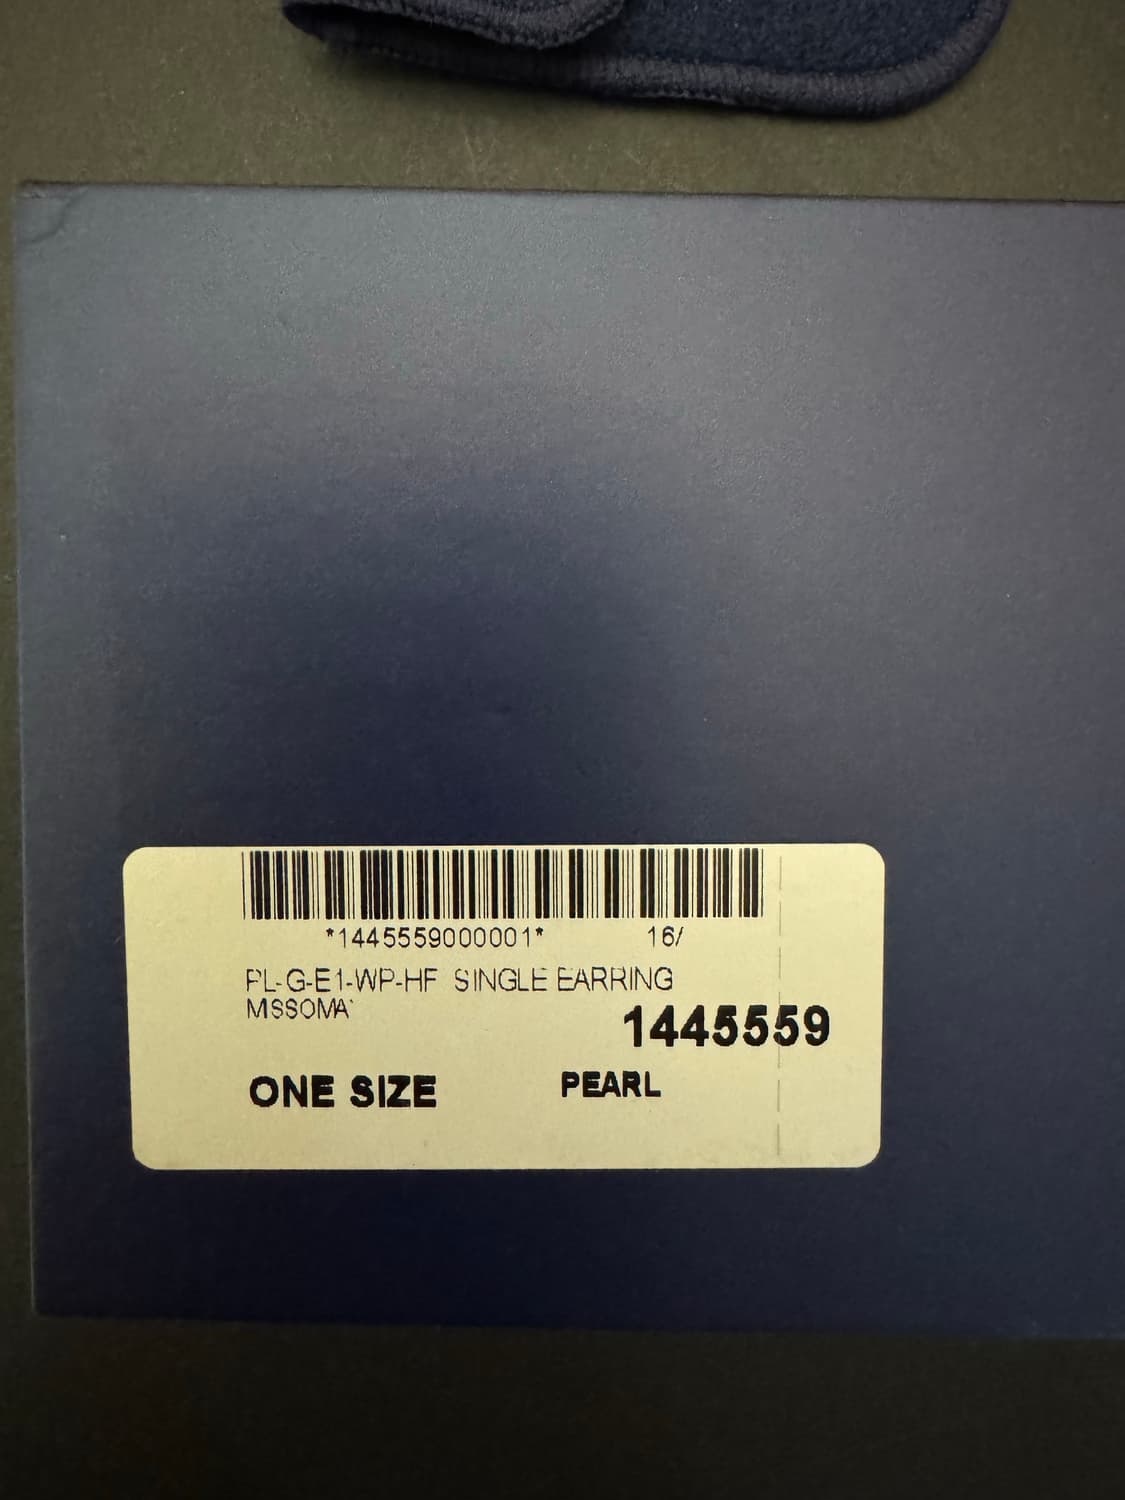 *1445559000001* 16/
PL-G-E1-WP-HF SINGLE EARRING
MSSOMA
1445559
ONE SIZE PEARL